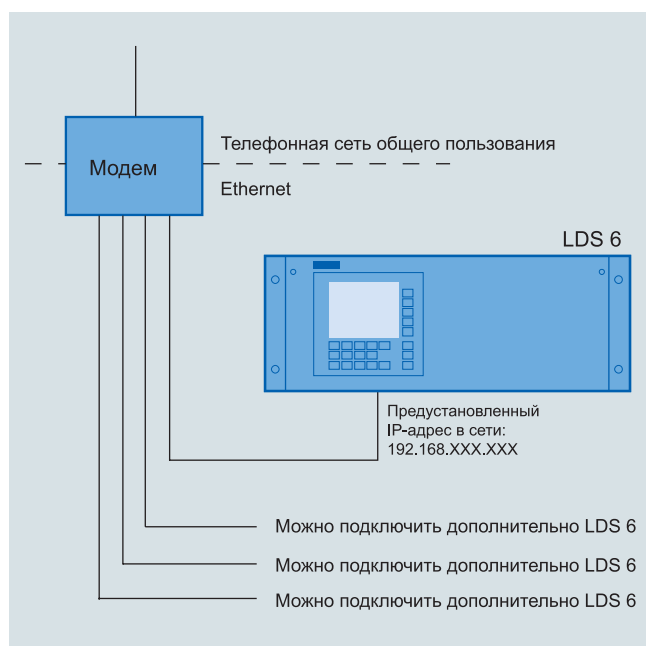 Модем
Телефонная сеть общего пользования
Ethernet
LDS 6
Предустановленный
IP-адрес в сети:
192.168.XXX.XXX
Можно подключить дополнительно LDS 6
Можно подключить дополнительно LDS 6
Можно подключить дополнительно LDS 6